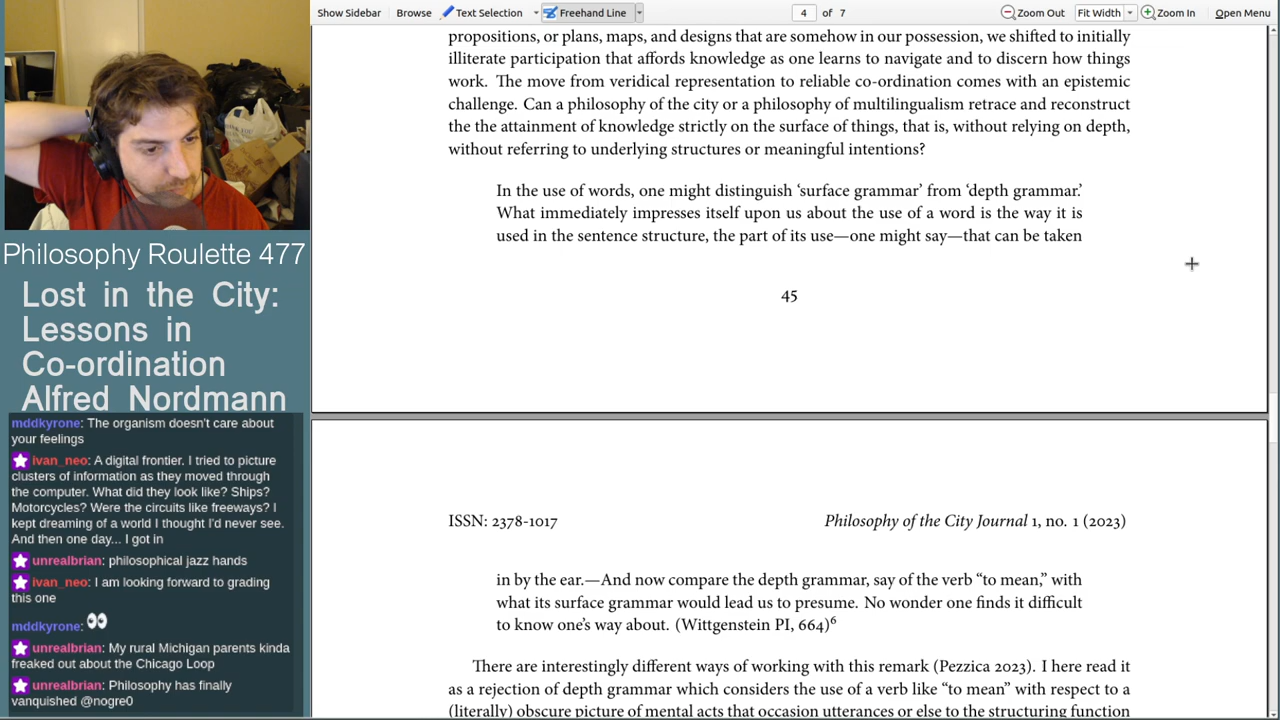 Show Sidebar Browse Text Selection Freehand Line 4 of 7 Zoom Out Fit Width Zoom In Open Menu
propositions, or plans, maps, and designs that are somehow in our possession, we shifted to initially
illiterate participation that affords knowledge as one learns to navigate and to discern how things
work. The move from veridical representation to reliable co-ordination comes with an epistemic
challenge. Can a philosophy of the city or a philosophy of multilingualism retrace and reconstruct
the the attainment of knowledge strictly on the surface of things, that is, without relying on depth,
without referring to underlying structures or meaningful intentions?
In the use of words, one might distinguish ‘surface grammar’ from ‘depth grammar.’
What immediately impresses itself upon us about the use of a word is the way it is
used in the sentence structure, the part of its use—one might say—that can be taken
45
ISSN: 2378-1017 Philosophy of the City Journal 1, no. 1 (2023)
in by the ear.—And now compare the depth grammar, say of the verb “to mean,” with
what its surface grammar would lead us to presume. No wonder one finds it difficult
to know one’s way about. (Wittgenstein PI, 664)6
There are interestingly different ways of working with this remark (Pezzica 2023). I here read it
as a rejection of depth grammar which considers the use of a verb like “to mean” with respect to a
(literally) obscure picture of mental acts that occasion utterances or else to the structuring function
Philosophy Roulette 477
Lost in the City:
Lessons in
Co-ordination
Alfred Nordmann
mddkyrone: The organism doesn't care about
your feelings
ivan_neo: A digital frontier. I tried to picture
clusters of information as they moved through
the computer. What did they look like? Ships?
Motorcycles? Were the circuits like freeways? I
kept dreaming of a world I thought I'd never see.
And then one day... I got in
unrealbrian: philosophical jazz hands
ivan_neo: I am looking forward to grading
this one
mddkyrone: 👀
unrealbrian: My rural Michigan parents kinda
freaked out about the Chicago Loop
unrealbrian: Philosophy has finally
vanquished @nogre0